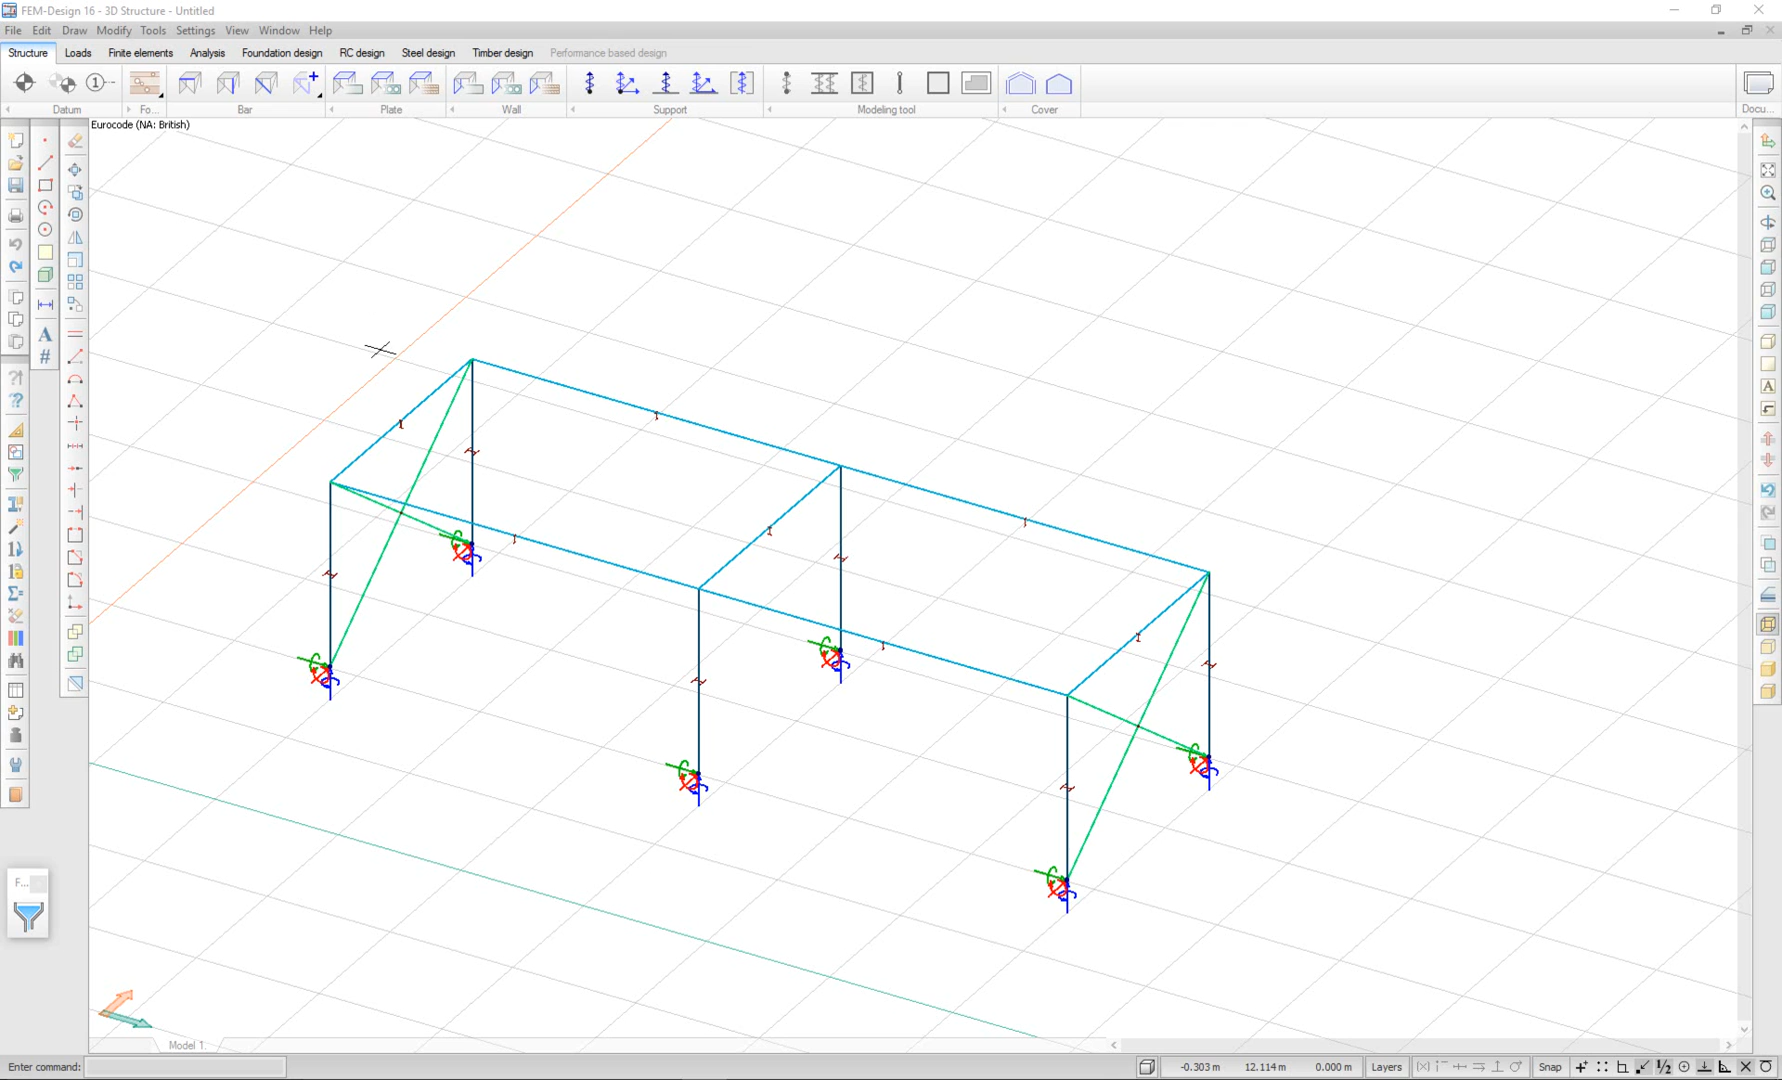 FEM-Design 16 - 3D Structure - Untitled
File Edit Draw Modify Tools Settings View Window Help
Structure Loads Finite elements Analysis Foundation design RC design Steel design Timber design Performance based design
Datum Fo... Bar Plate Wall Support Modeling tool Cover Docu...
Eurocode (NA: British)
F...
Model 1.
Enter command: -0.303 m 12.114 m 0.000 m Layers Snap